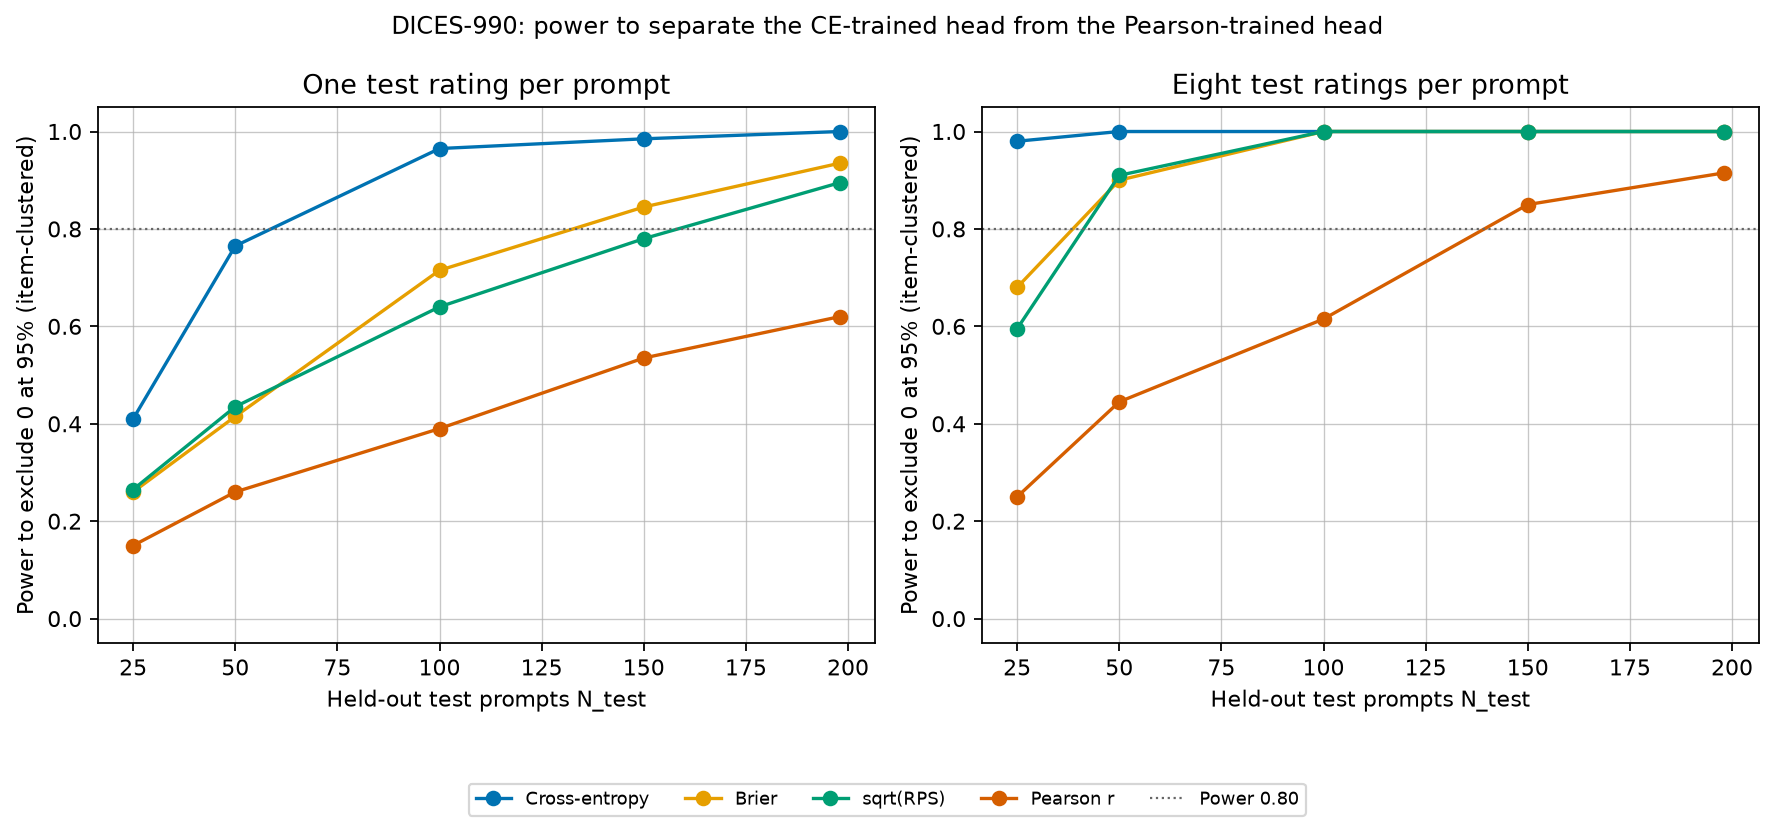 DICES-990: power to separate the CE-trained head from the Pearson-trained head
One test rating per prompt
Power to exclude 0 at 95% (item-clustered)
1.0
0.8
0.6
0.4
0.2
0.0
25 50 75 100 125 150 175 200
Held-out test prompts N_test
Eight test ratings per prompt
Power to exclude 0 at 95% (item-clustered)
1.0
0.8
0.6
0.4
0.2
0.0
25 50 75 100 125 150 175 200
Held-out test prompts N_test
Cross-entropy Brier sqrt(RPS) Pearson r Power 0.80